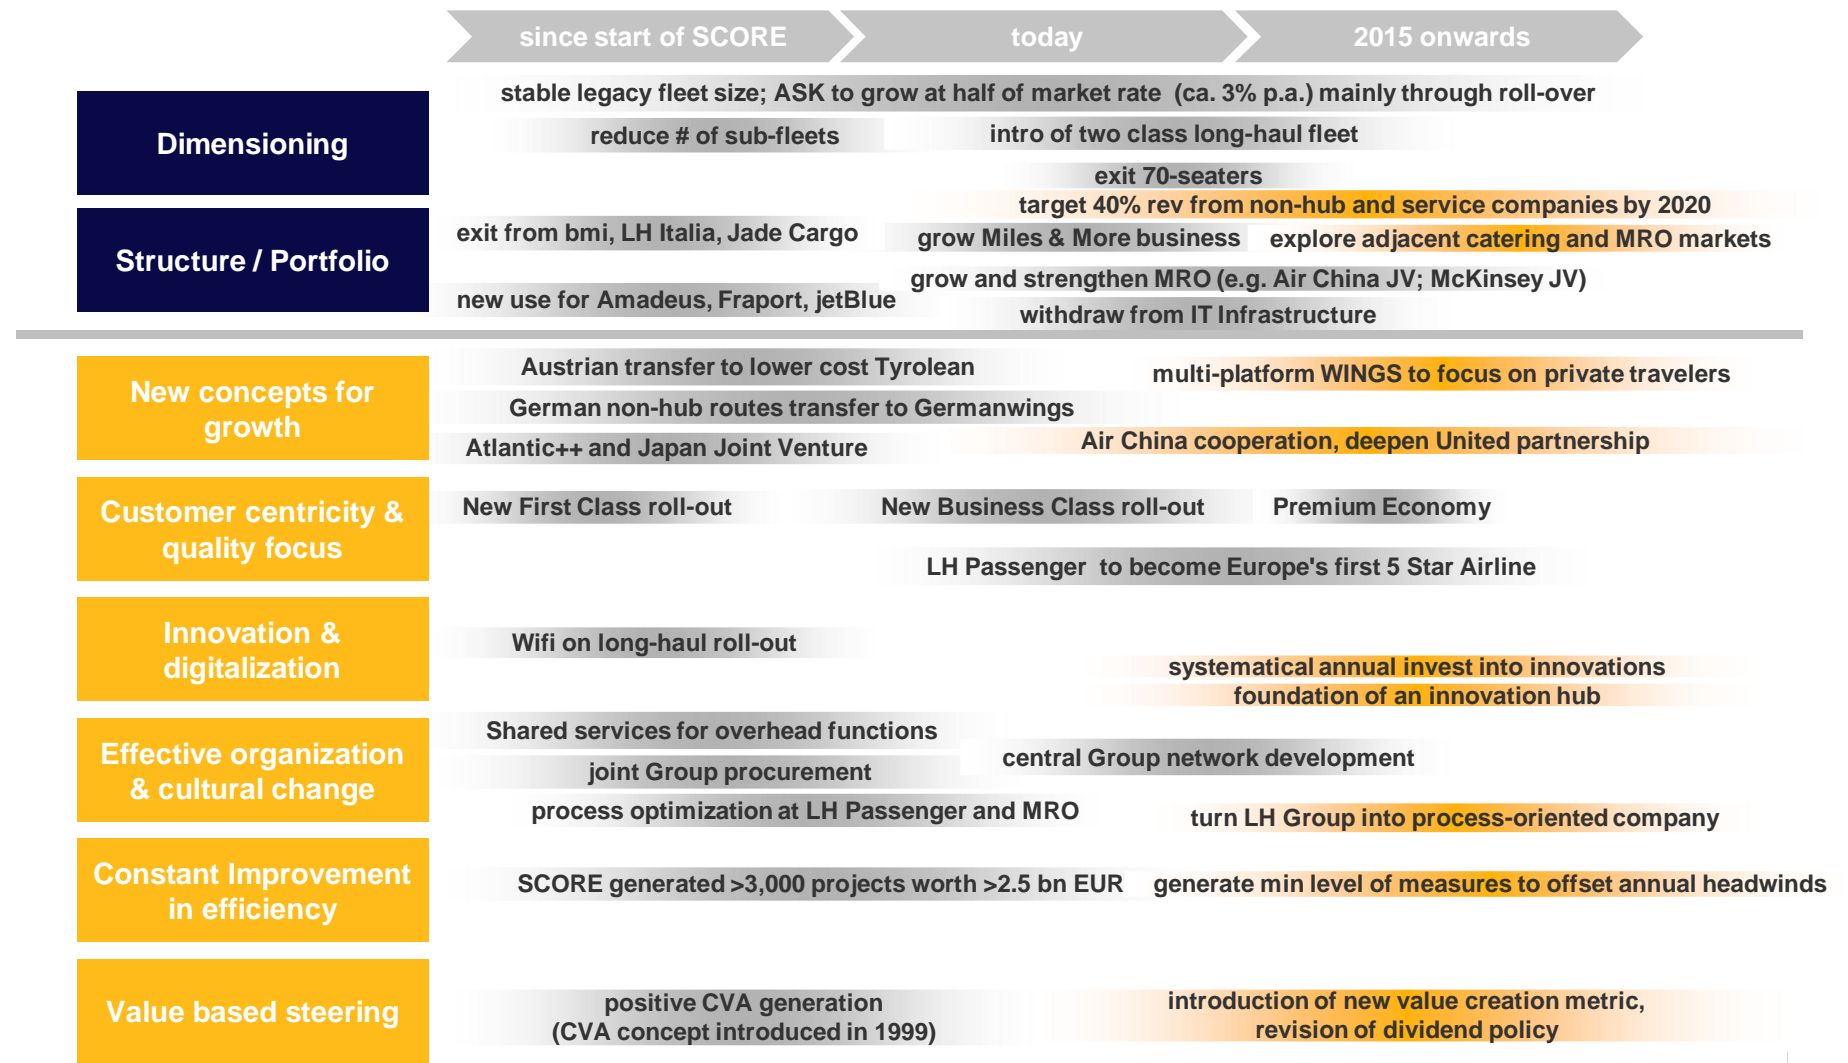 since start of SCORE
today
2015 onwards
Dimensioning
stable legacy fleet size; ASK to grow at half of market rate (ca. 3% p.a.) mainly through roll-over
reduce # of sub-fleets
intro of two class long-haul fleet
exit 70-seaters
Structure / Portfolio
target 40% rev from non-hub and service companies by 2020
exit from bmi, LH Italia, Jade Cargo
grow Miles & More business
explore adjacent catering and MRO markets
grow and strengthen MRO (e.g. Air China JV; McKinsey JV)
new use for Amadeus, Fraport, jetBlue
withdraw from IT Infrastructure
New concepts for
growth
Austrian transfer to lower cost Tyrolean
multi-platform WINGS to focus on private travelers
German non-hub routes transfer to Germanwings
Atlantic++ and Japan Joint Venture
Air China cooperation, deepen United partnership
Customer centricity &
quality focus
New First Class roll-out
New Business Class roll-out
Premium Economy
LH Passenger to become Europe's first 5 Star Airline
Innovation &
digitalization
Wifi on long-haul roll-out
systematical annual invest into innovations
foundation of an innovation hub
Effective organization
& cultural change
Shared services for overhead functions
joint Group procurement
central Group network development
process optimization at LH Passenger and MRO
turn LH Group into process-oriented company
Constant Improvement
in efficiency
SCORE generated >3,000 projects worth >2.5 bn EUR
generate min level of measures to offset annual headwinds
Value based steering
positive CVA generation
(CVA concept introduced in 1999)
introduction of new value creation metric,
revision of dividend policy